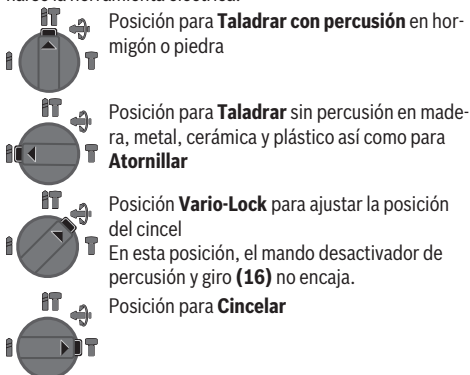 Posición para Taladrar con percusión en hor-
migón o piedra
Posición para Taladrar sin percusión en made-
ra, metal, cerámica y plástico así como para
Atornillar
Posición Vario-Lock para ajustar la posición
del cincel
En esta posición, el mando desactivador de
percusión y giro (16) no encaja.
Posición para Cincelar